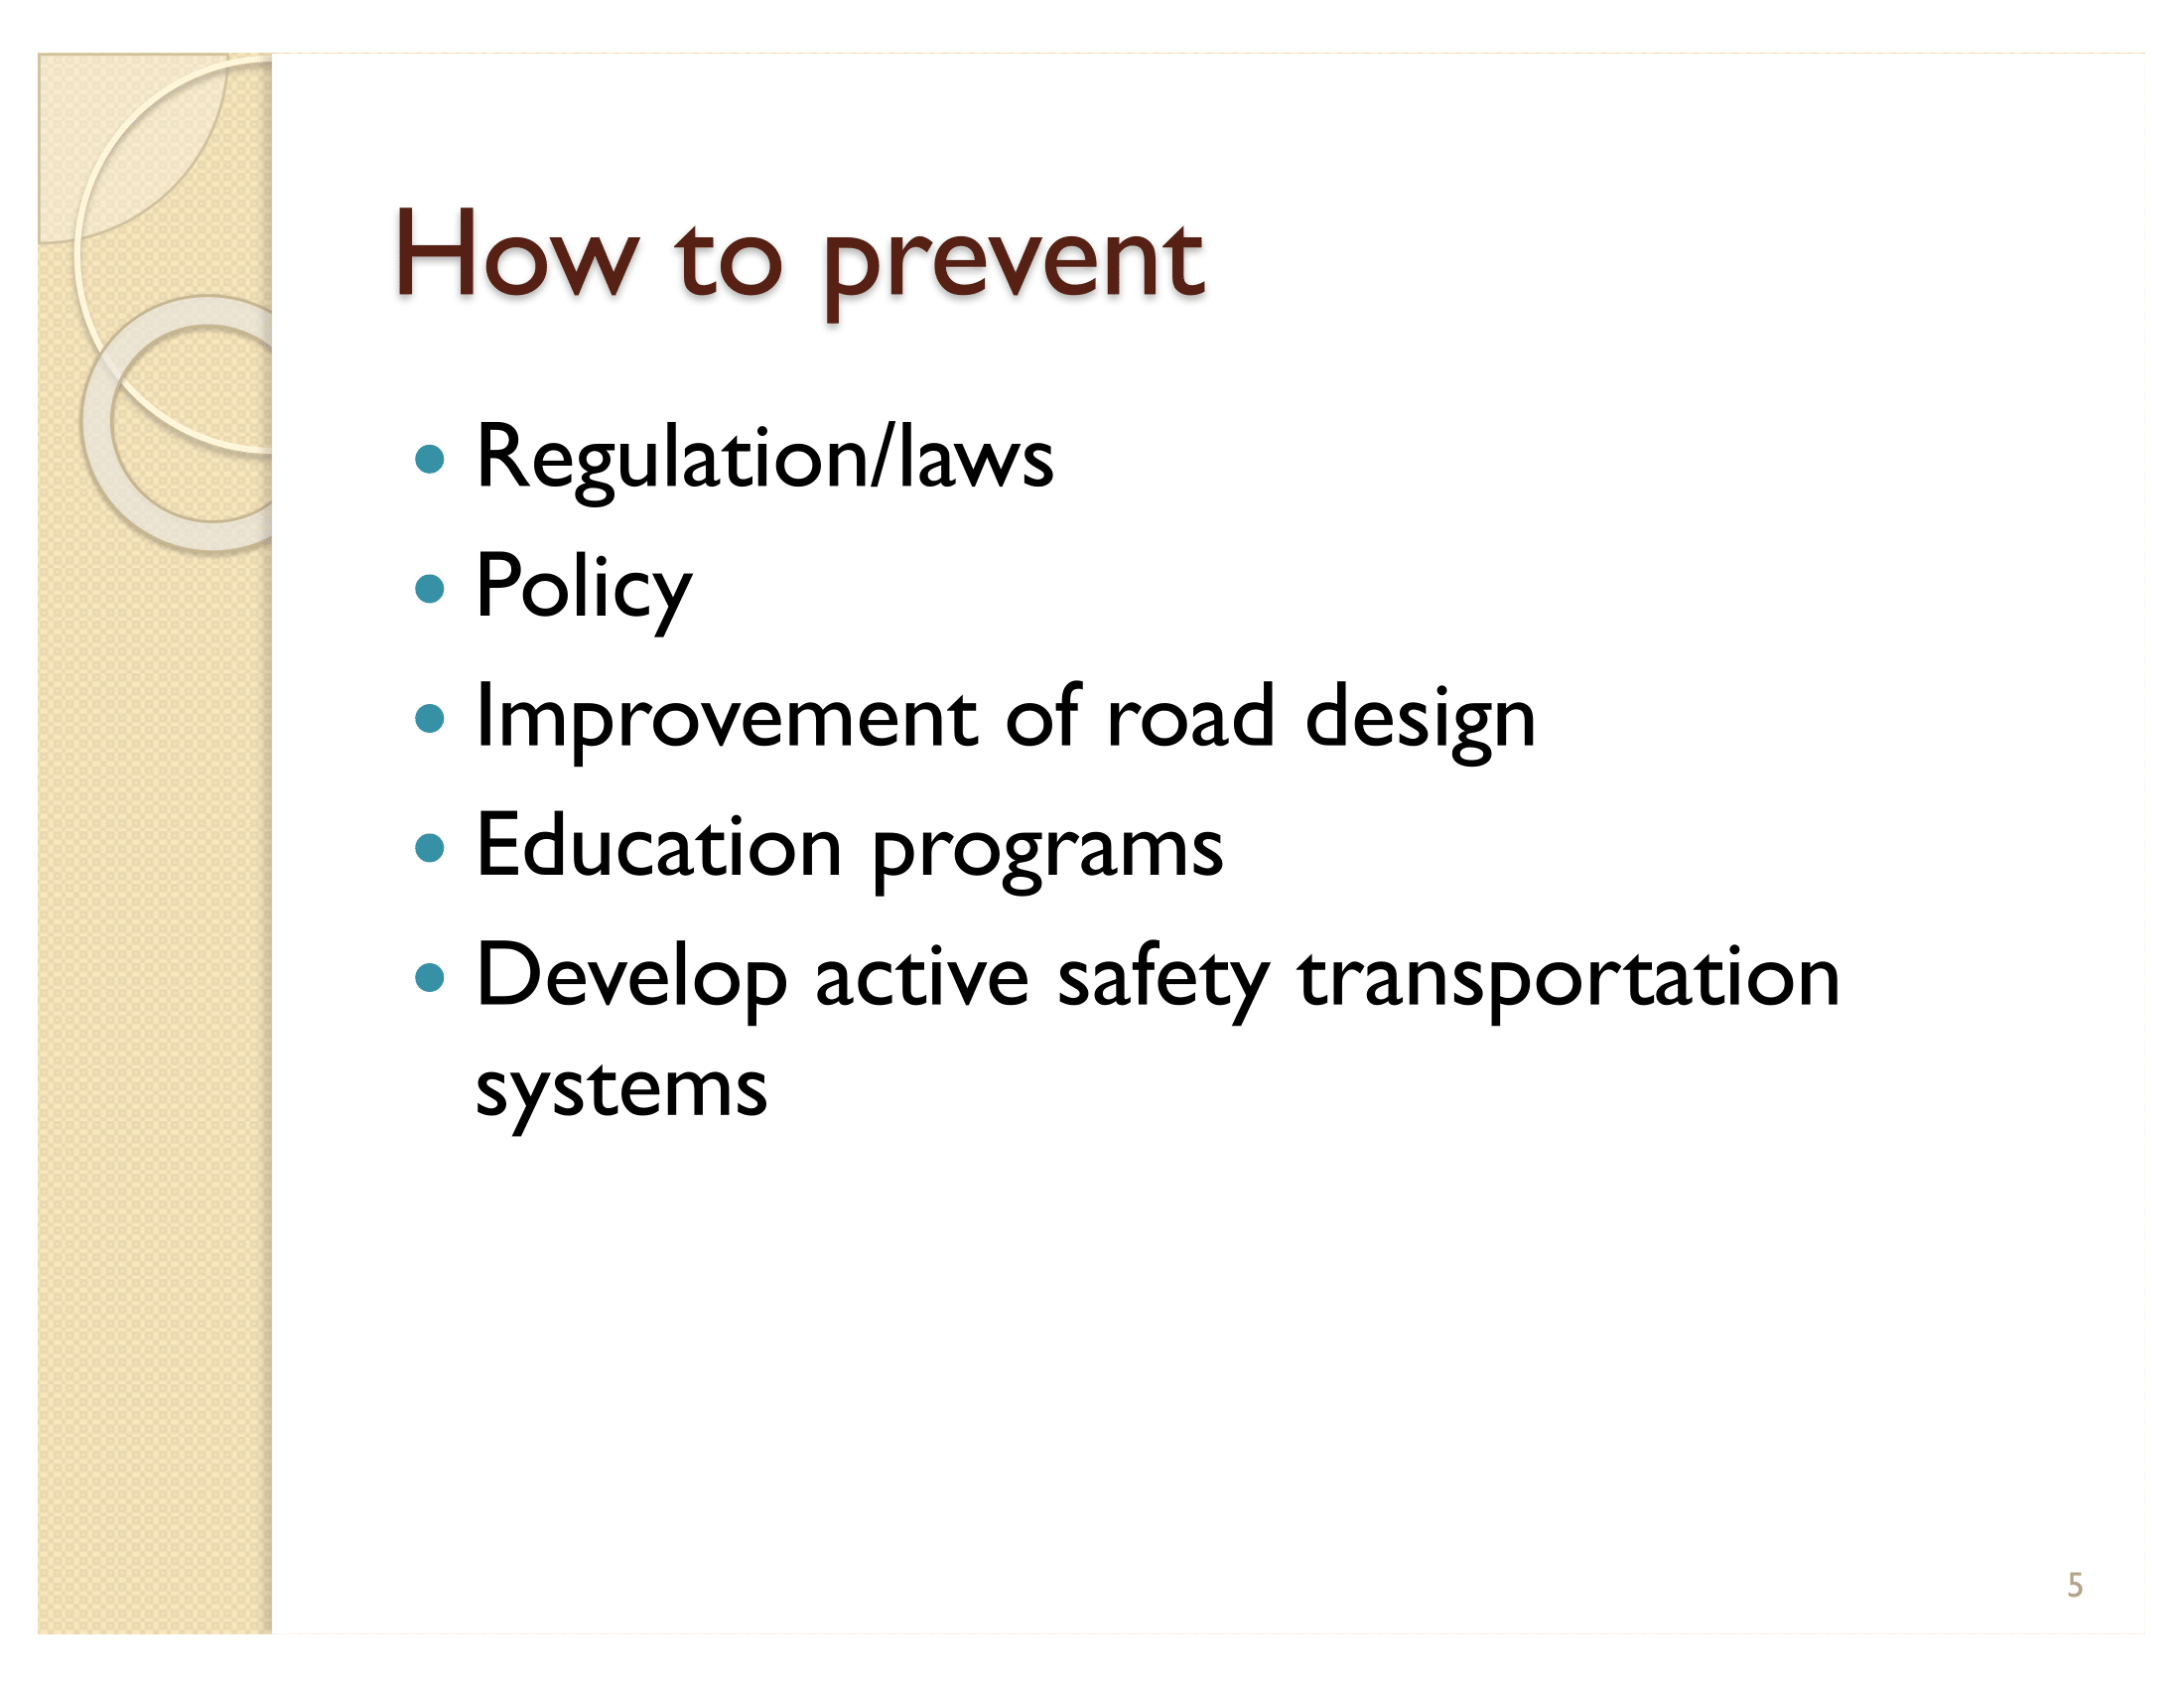 How to prevent
• Regulation/laws
• Policy
• Improvement of road design
• Education programs
• Develop active safety transportation
systems
5